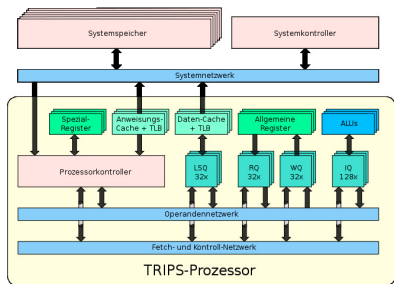 Systemspeicher
Systemkontroller
Systemnetzwerk
Spezial-
Register
Anweisungs-
Cache + TLB
Daten-Cache
+ TLB
Allgemeine
Register
ALUs
Prozessorkontroller
LSQ
32x
RQ
32x
WQ
32x
IQ
128x
Operandennetzwerk
Fetch- und Kontroll-Netzwerk
TRIPS-Prozessor